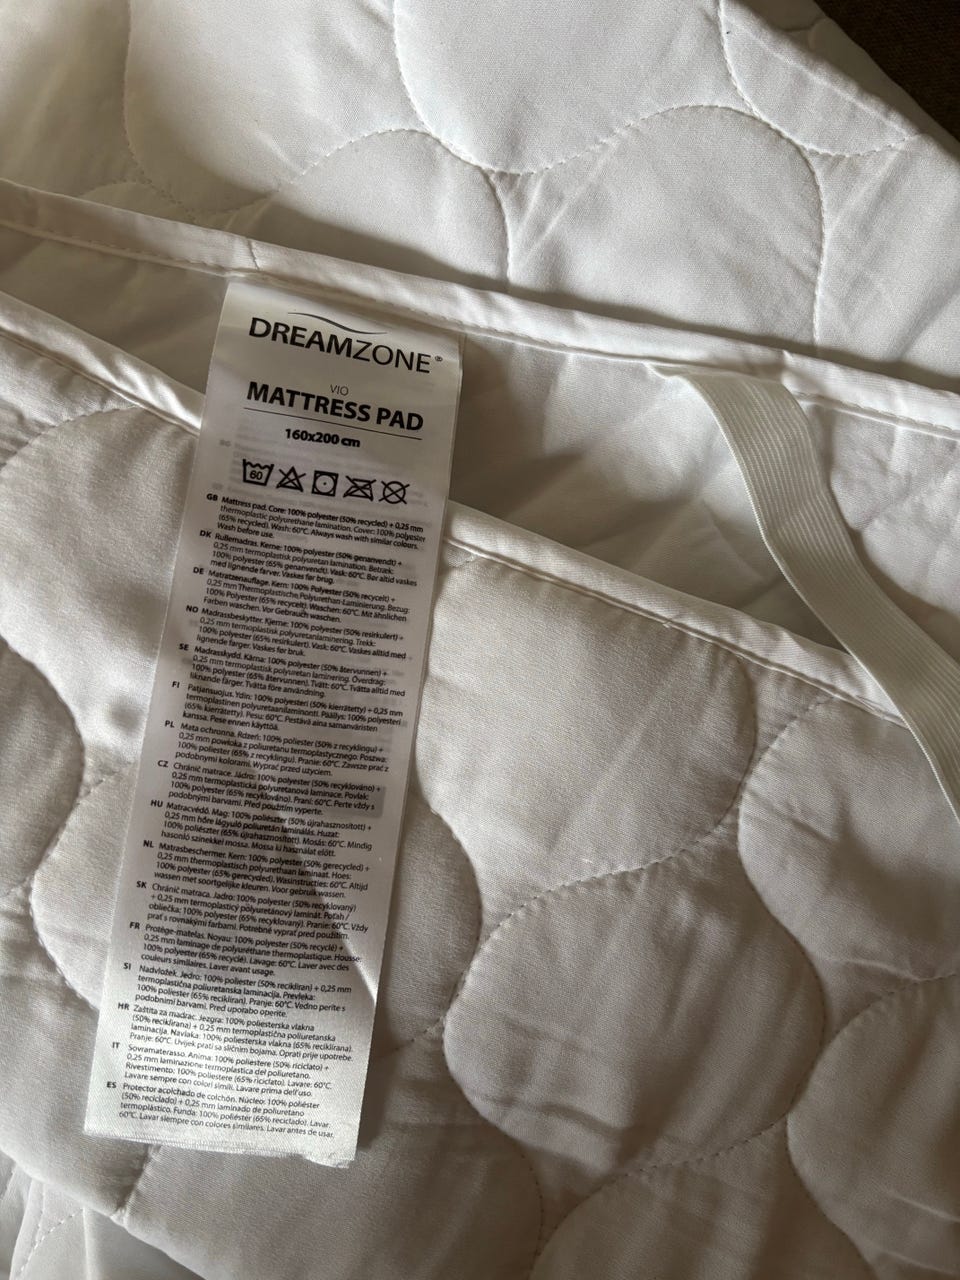 DREAMZONE®
VIO
MATTRESS PAD
160x200 cm
60
GB Mattress pad. Core: 100% polyester (50% recycled) + 0,25 mm
thermoplastic polyurethane lamination. Cover: 100% polyester
(65% recycled). Wash: 60°C. Always wash with similar colours.
Wash before use.
DK Rullemadras. Kerne: 100% polyester (50% genanvendt) +
0,25 mm termoplastisk polyuretan lamination. Betræk:
100% polyester (65% genanvendt). Vask: 60°C. Bør altid vaskes
med lignende farver. Vaskes før brug.
DE Matratzenauflage. Kern: 100% Polyester (50% recycelt) +
0,25 mm Thermoplastische Polyurethan-Laminierung. Bezug:
100% Polyester (65% recycelt). Waschen: 60°C. Mit ähnlichen
Farben waschen. Vor Gebrauch waschen.
NO Madrassbeskytter. Kjerne: 100% polyester (50% resirkulert) +
0,25 mm termoplastisk polyuretanlaminering. Trekk:
100% polyester (65% resirkulert). Vask: 60°C. Vaskes alltid med
lignende farger. Vaskes før bruk.
SE Madrasskydd. Kärna: 100% polyester (50% återvunnen) +
0,25 mm termoplastisk polyuretan laminering. Överdrag:
100% polyester (65% återvunnen). Tvätt: 60°C. Tvätta alltid med
liknande färger. Tvätta före användning.
FI Patjansuojus. Ydin: 100% polyesteri (50% kierrätetty) + 0,25 mm
termoplastinen polyuretaanilaminointi. Päällys: 100% polyesteri
(65% kierrätetty). Pesu: 60°C. Pestävä aina samanväristen
kanssa. Pese ennen käyttöä.
PL Mata ochronna. Rdzeń: 100% poliester (50% z recyklingu) +
0,25 mm powłoka z poliuretanu termoplastycznego. Poszwa:
100% poliester (65% z recyklingu). Pranie: 60°C. Zawsze prać z
podobnymi kolorami. Wyprać przed użyciem.
CZ Chránič matrace. Jádro: 100% polyester (50% recyklováno) +
0,25 mm termoplastická polyuretanová laminace. Povlak:
100% polyester (65% recyklováno). Praní: 60°C. Perte vždy s
podobnými barvami. Před použitím vyperte.
HU Matracvédő. Mag: 100% poliészter (50% újrahasznosított) +
0,25 mm hőre lágyuló poliuretán laminálás. Huzat:
100% poliészter (65% újrahasznosított). Mosás: 60°C. Mindig
hasonló színekkel mossa. Mossa ki használat előtt.
NL Matrasbeschermer. Kern: 100% polyester (50% gerecycled) +
0,25 mm thermoplastisch polyurethaan laminaat. Hoes:
100% polyester (65% gerecycled). Wasinstructies: 60°C. Altijd
wassen met soortgelijke kleuren. Voor gebruik wassen.
SK Chránič matraca. Jadro: 100% polyester (50% recyklovaný)
+ 0,25 mm termoplastický polyuretánový laminát. Poťah /
obliečka: 100% polyester (65% recyklovaný). Pranie: 60°C. Vždy
prať s rovnakými farbami. Potrebné vyprať pred použitím.
FR Protège-matelas. Noyau: 100% polyester (50% recyclé) +
0,25 mm laminage de polyuréthane thermoplastique. Housse:
100% polyester (65% recyclé). Lavage: 60°C. Laver avec des
couleurs similaires. Laver avant usage.
SI Nadvložek. Jedro: 100% poliester (50% recikliran) + 0,25 mm
termoplastična poliuretanska laminacija. Prevleka:
100% poliester (65% recikliran). Pranje: 60°C. Vedno perite s
podobnimi barvami. Pred uporabo operite.
HR Zaštita za madrac. Jezgra: 100% poliesterska vlakna
(50% reciklirana) + 0,25 mm termoplastična poliuretanska
laminacija. Navlaka: 100% poliesterska vlakna (65% reciklirana).
Pranje: 60°C. Uvijek prati sa sličnim bojama. Oprati prije upotrebe.
IT Sovramaterasso. Anima: 100% poliestere (50% riciclato) +
0,25 mm laminazione termoplastica del poliuretano.
Rivestimento: 100% poliestere (65% riciclato). Lavare: 60°C.
Lavare sempre con colori simili. Lavare prima dell'uso.
ES Protector acolchado de colchón. Núcleo: 100% poliéster
(50% reciclado) + 0,25 mm laminado de poliuretano
termoplástico. Funda: 100% poliéster (65% reciclado). Lavar:
60°C. Lavar siempre con colores similares. Lavar antes de usar.